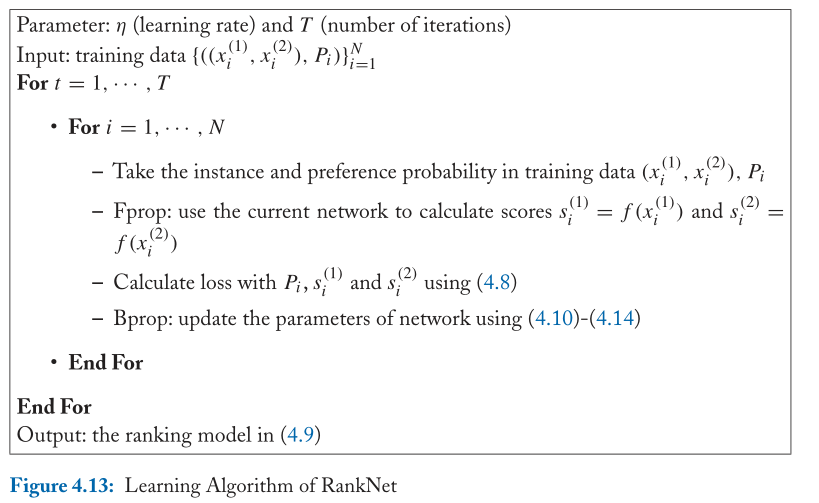 Parameter: η (learning rate) and T (number of iterations)
Input: training data {((x_i^{(1)}, x_i^{(2)}), P_i)}_{i=1}^N
For t = 1, ··· , T
• For i = 1, ··· , N
– Take the instance and preference probability in training data (x_i^{(1)}, x_i^{(2)}), P_i
– Fprop: use the current network to calculate scores s_i^{(1)} = f(x_i^{(1)}) and s_i^{(2)} =
f(x_i^{(2)})
– Calculate loss with P_i, s_i^{(1)} and s_i^{(2)} using (4.8)
– Bprop: update the parameters of network using (4.10)-(4.14)
• End For
End For
Output: the ranking model in (4.9)
Figure 4.13: Learning Algorithm of RankNet